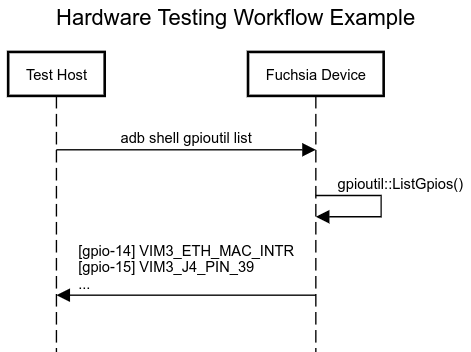 Hardware Testing Workflow Example
Test Host
Fuchsia Device
adb shell gpioutil list
gpioutil::ListGpios()
[gpio-14] VIM3_ETH_MAC_INTR
[gpio-15] VIM3_J4_PIN_39
...